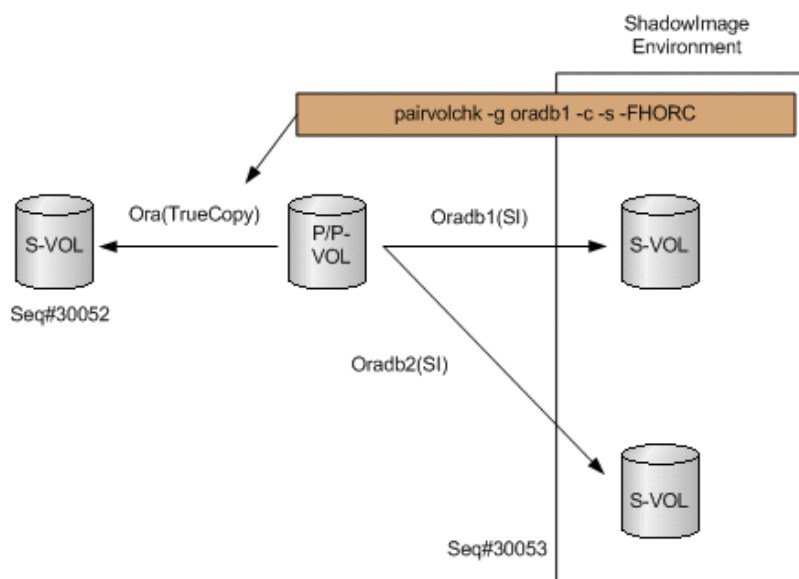 ShadowImage
Environment
pairvolchk -g oradb1 -c -s -FHORC
Ora(TrueCopy)
Oradb1(SI)
S-VOL
P/P-
VOL
S-VOL
Seq#30052
Oradb2(SI)
S-VOL
Seq#30053